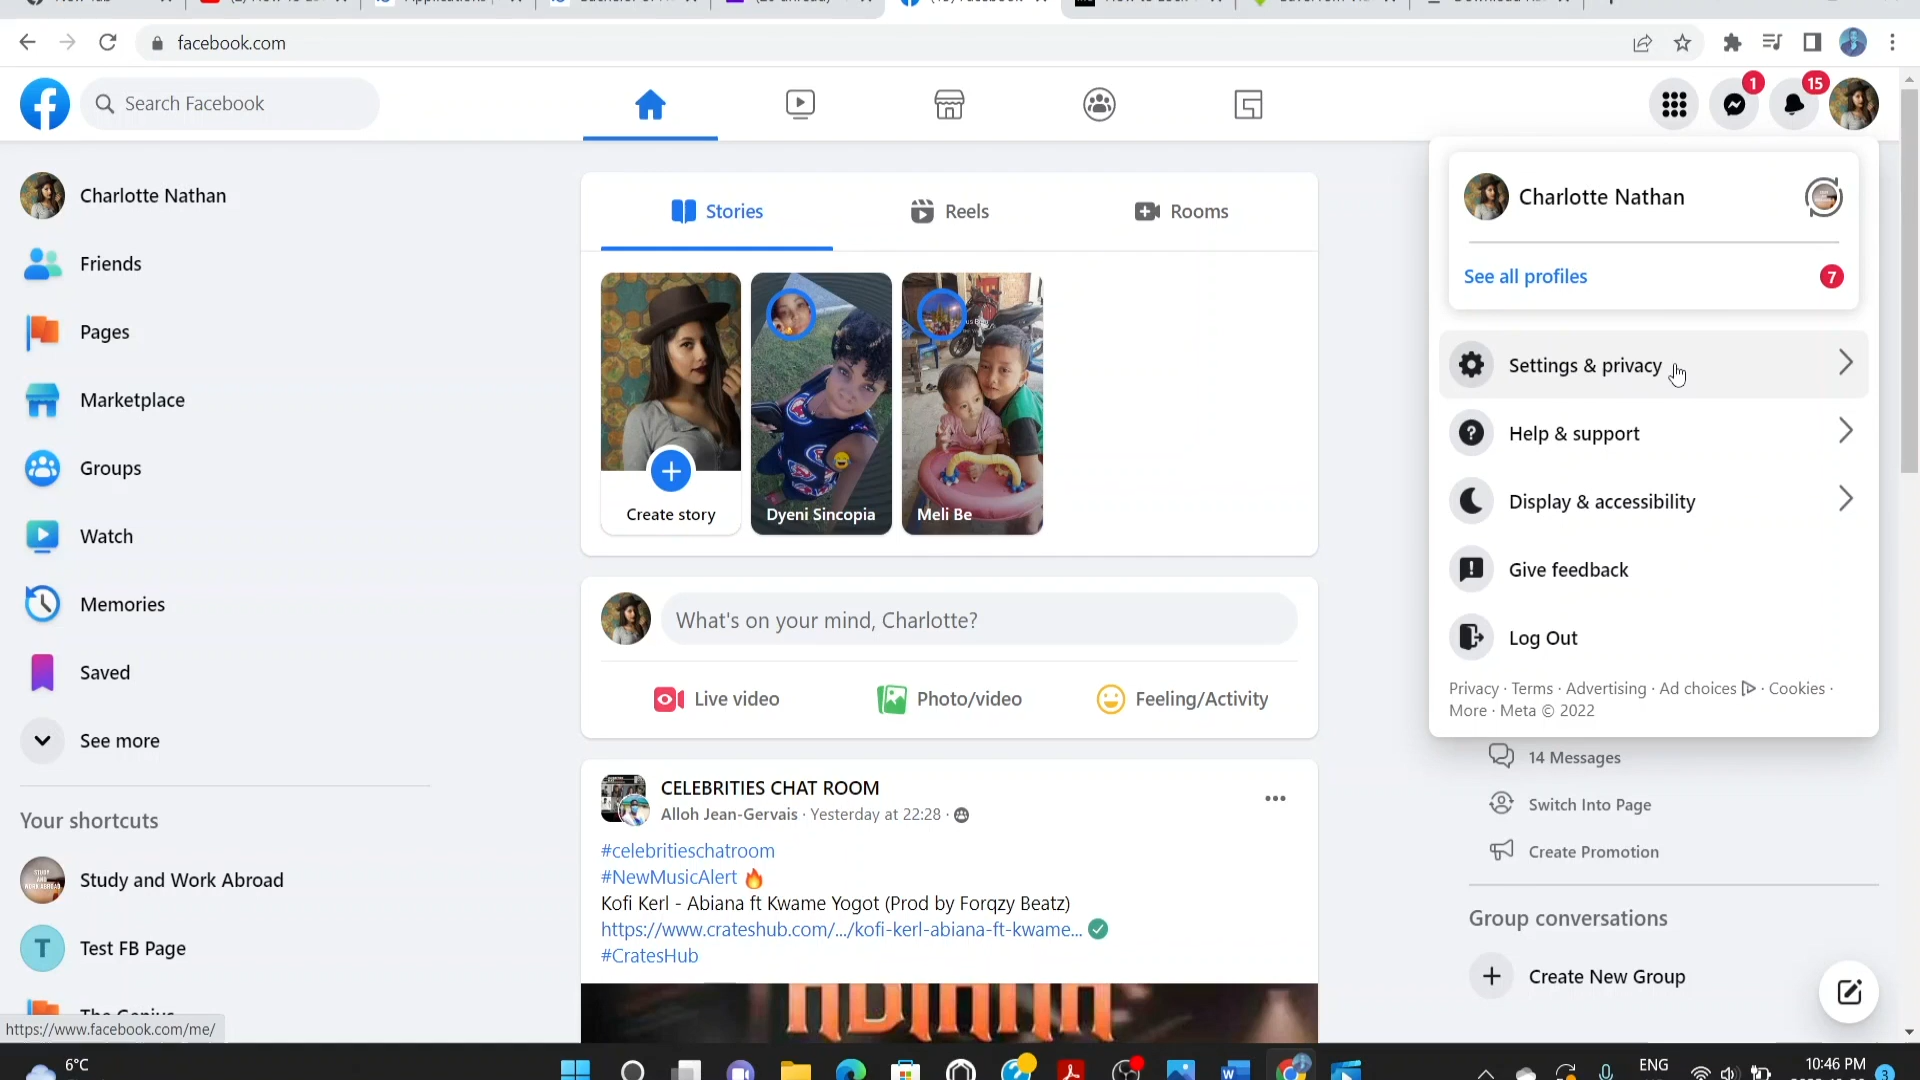 facebook.com
Search Facebook
1
15
Charlotte Nathan
Friends
Pages
Marketplace
Groups
Watch
Memories
Saved
See more
Your shortcuts
Study and Work Abroad
T
Test FB Page
https://www.facebook.com/me/
Stories
Reels
Rooms
Create story
Dyeni Sincopia
Meli Be
What's on your mind, Charlotte?
Live video
Photo/video
Feeling/Activity
CELEBRITIES CHAT ROOM
Alloh Jean-Gervais · Yesterday at 22:28 ·
#celebritieschatroom
#NewMusicAlert 🔥
Kofi Kerl - Abiana ft Kwame Yogot (Prod by Forqzy Beatz)
https://www.crateshub.com/.../kofi-kerl-abiana-ft-kwame...
#CratesHub
Charlotte Nathan
See all profiles
7
Settings & privacy
Help & support
Display & accessibility
Give feedback
Log Out
Privacy · Terms · Advertising · Ad choices · Cookies ·
More · Meta © 2022
14 Messages
Switch Into Page
Create Promotion
Group conversations
Create New Group
6°C
ENG
10:46 PM
3